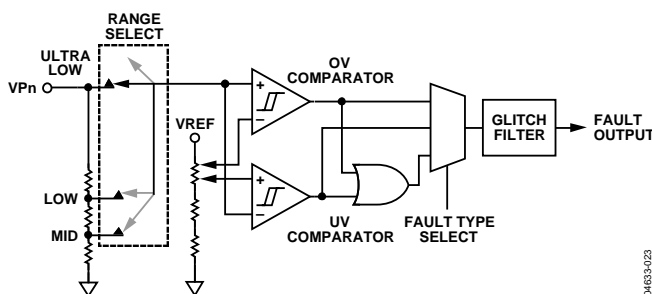 RANGE
SELECT
ULTRA
LOW
VPn
LOW
MID
VREF
OV
COMPARATOR
+
−
+
−
UV
COMPARATOR
FAULT TYPE
SELECT
GLITCH
FILTER
FAULT
OUTPUT
04633-023